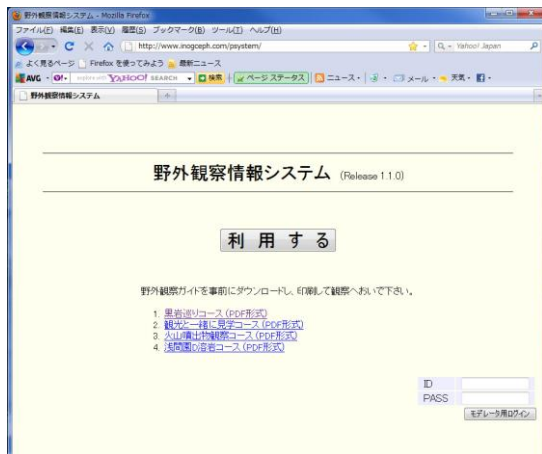 野外観察情報システム - Mozilla Firefox
ファイル(F) 編集(E) 表示(V) 履歴(S) ブックマーク(B) ツール(T) ヘルプ(H)
http://www.inogceph.com/psystem/
Yahoo! Japan
よく見るページ Firefox を使ってみよう 最新ニュース
AVG YAHOO! SEARCH 検索 ページステータス ニュース メール 天気
野外観察情報システム
野外観察情報システム (Release 1.1.0)
利用する
野外観察ガイドを事前にダウンロードし、印刷して観察へおいで下さい。
1. 黒岩巡りコース (PDF形式)
2. 観光と一緒に見学コース (PDF形式)
3. 火山噴出物観察コース (PDF形式)
4. 浅間園の溶岩コース (PDF形式)
ID
PASS
モデレータ用ログイン